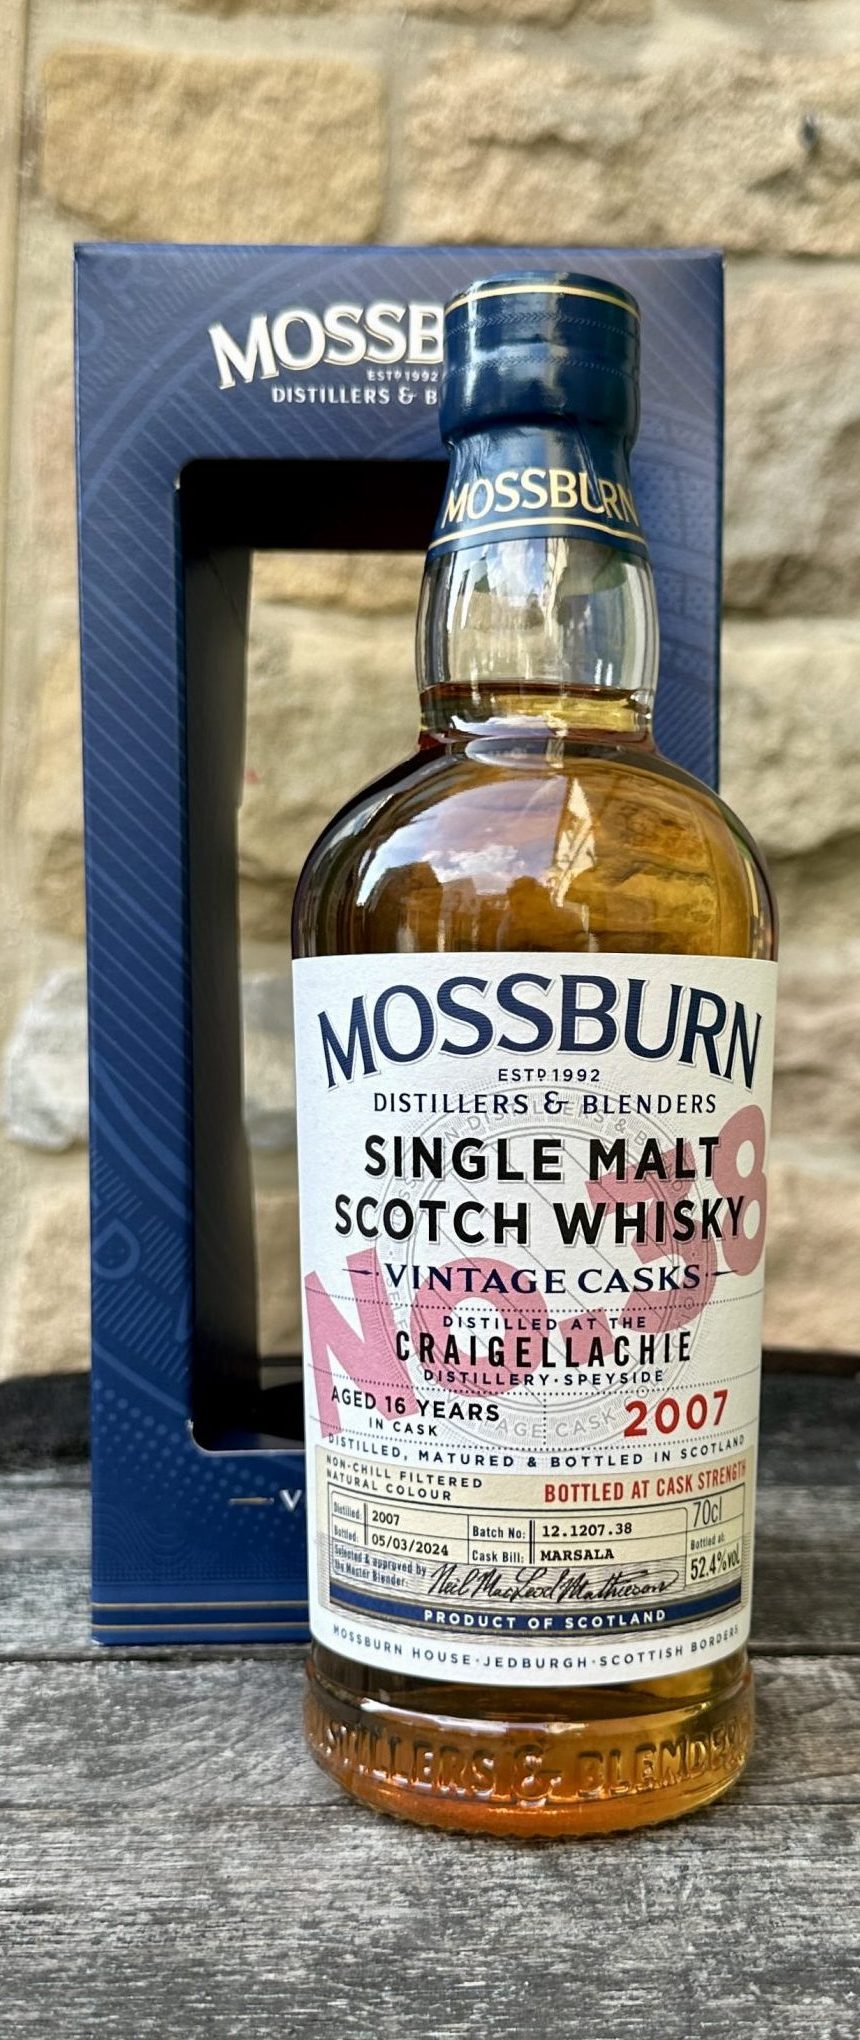 MOSSB
ESTD 1992
DISTILLERS & B
MOSSBURN
MOSSBURN
ESTD 1992
DISTILLERS & BLENDERS
SINGLE MALT
SCOTCH WHISKY
VINTAGE CASKS
No.38
DISTILLED AT THE
CRAIGELLACHIE
DISTILLERY·SPEYSIDE
AGED 16 YEARS
IN CASK
2007
DISTILLED, MATURED & BOTTLED IN SCOTLAND
NON-CHILL FILTERED
NATURAL COLOUR
BOTTLED AT CASK STRENGTH
Distilled: 2007
Bottled: 05/03/2024
Batch No: 12.1207.38
Cask Bill: MARSALA
70cl
Bottled at:
52.4%vol
Selected & approved by
the Master Blender:
Neil MacLeod Mathieson
PRODUCT OF SCOTLAND
MOSSBURN HOUSE·JEDBURGH·SCOTTISH BORDERS
V
DISTILLERS & BLENDERS